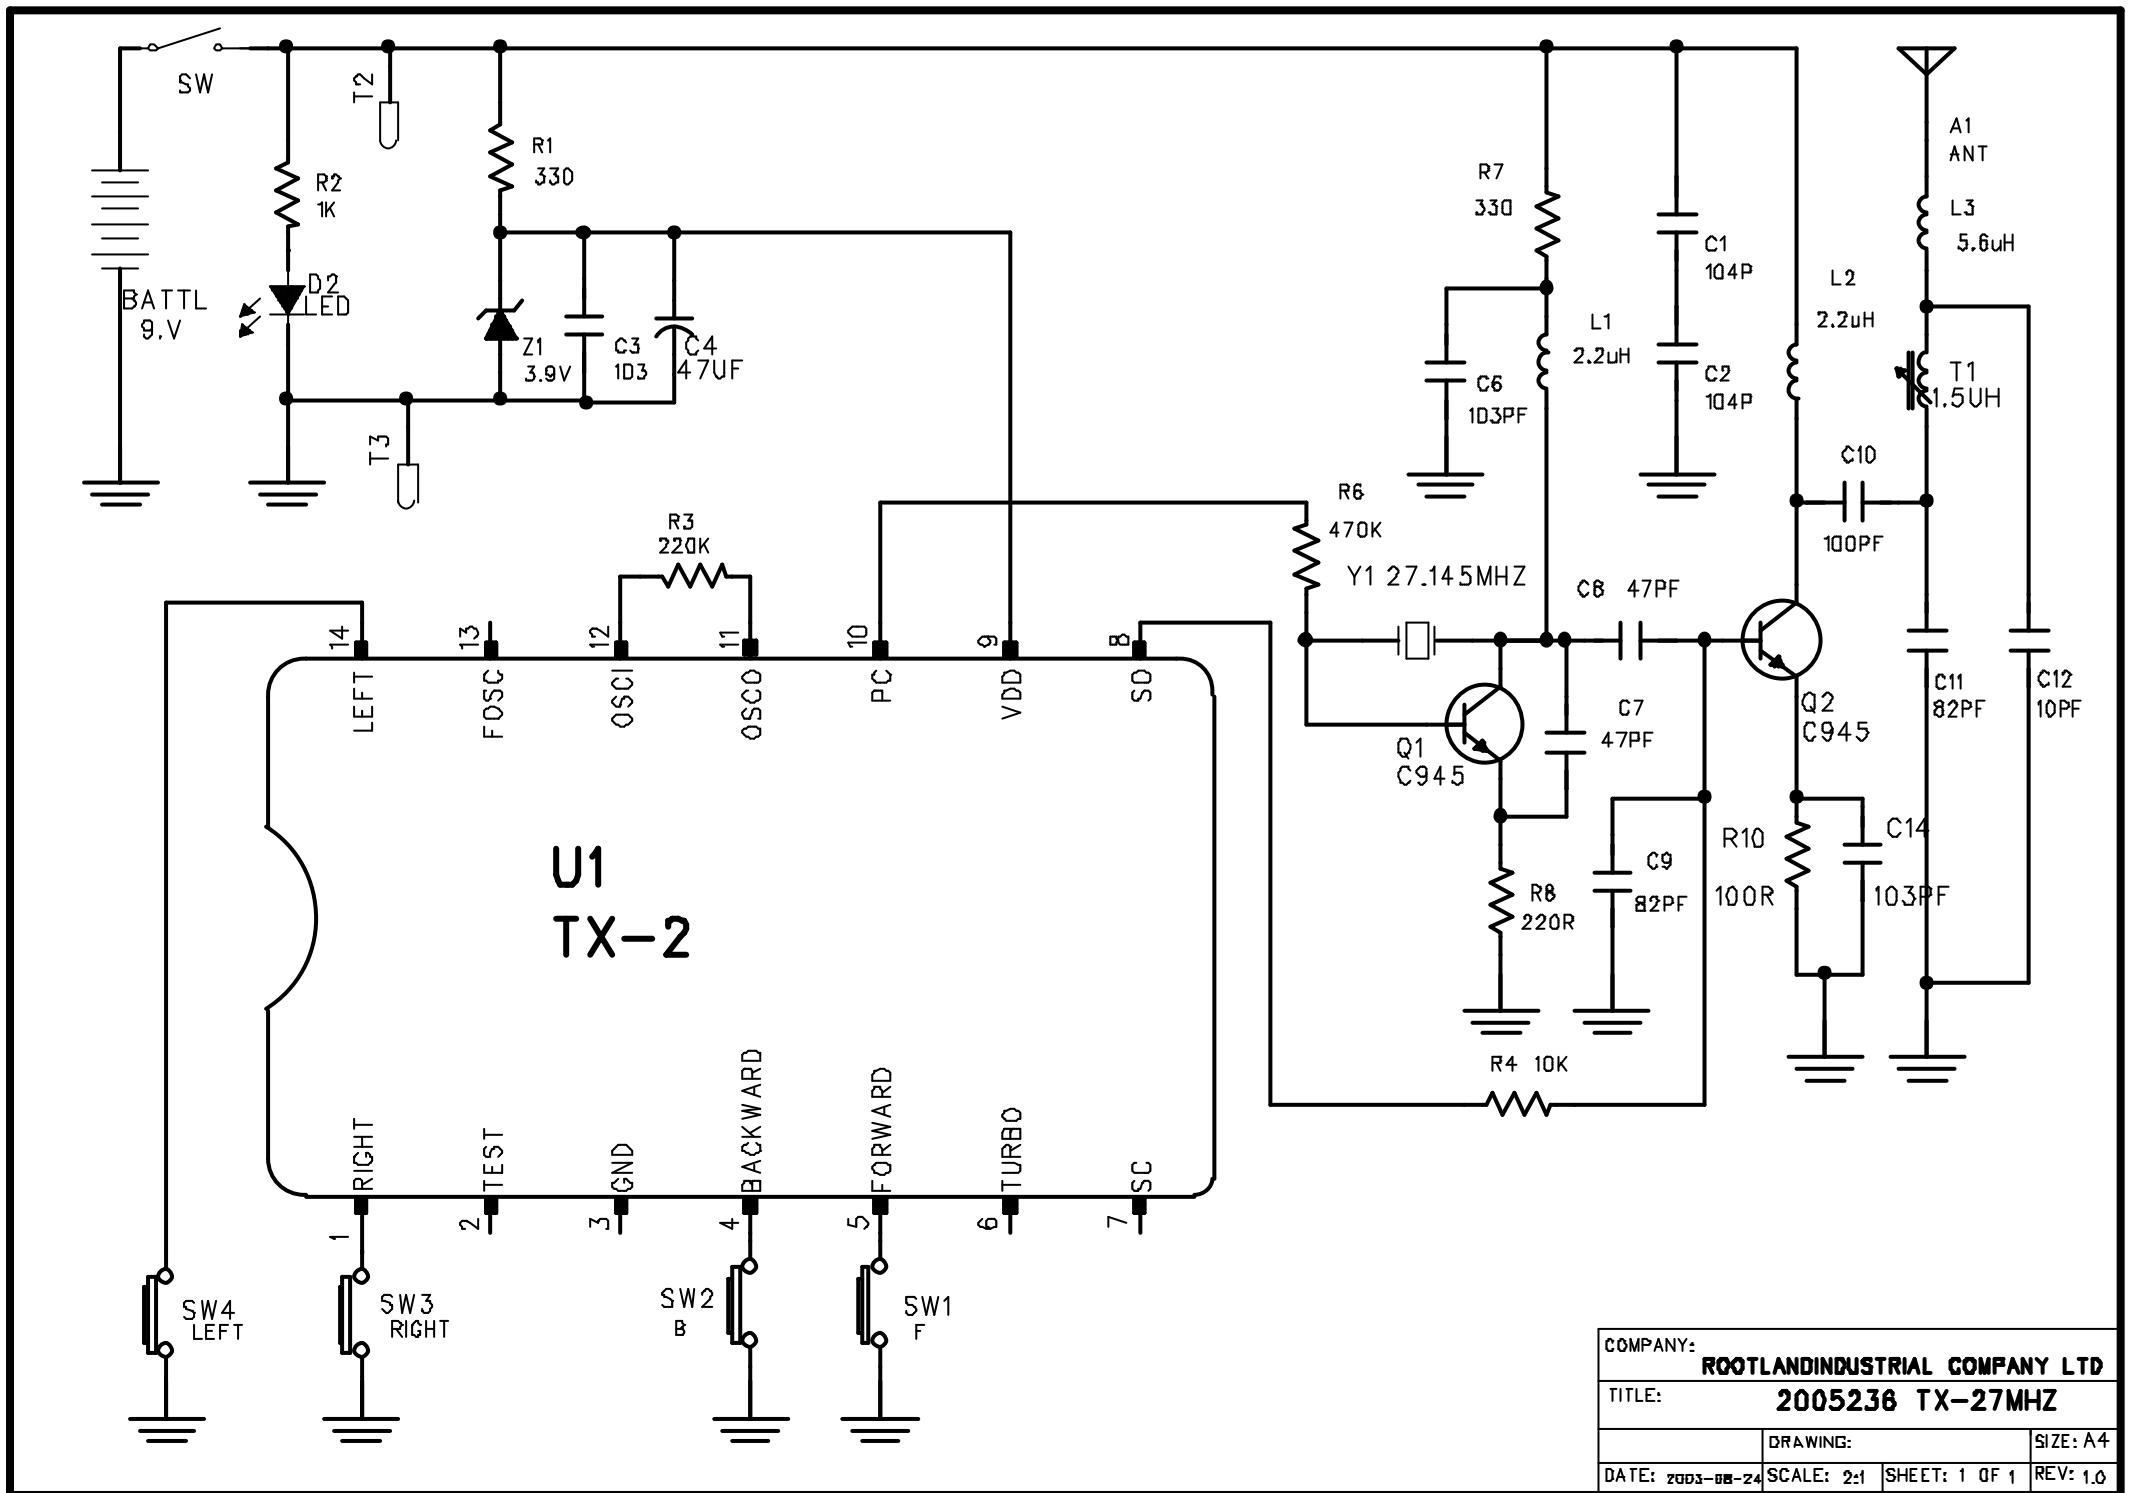 SW
T2
R1
330
R2
1K
BATTL
9.V
D2
LED
Z1
3.9V
C3
103
C4
47UF
T3
R7
330
C1
104P
C2
104P
L1
2.2uH
L2
2.2uH
C6
103PF
A1
ANT
L3
5.6uH
T1
1.5UH
C10
100PF
R6
470K
R3
220K
Y1 27.145MHZ
C8 47PF
14
13
12
11
10
9
8
LEFT
FOSC
OSCI
OSCO
PC
VDD
SO
Q1
C945
C7
47PF
Q2
C945
C11
82PF
C12
10PF
U1
TX-2
R8
220R
C9
82PF
R10
100R
C14
103PF
R4 10K
RIGHT
TEST
GND
BACKWARD
FORWARD
TURBO
SC
1
2
3
4
5
6
7
SW4
LEFT
SW3
RIGHT
SW2
B
SW1
F
COMPANY:
ROOTLANDINDUSTRIAL COMPANY LTD
TITLE: 2005236 TX-27MHZ
DRAWING: SIZE: A4
DATE: 2003-08-24 SCALE: 2:1 SHEET: 1 OF 1 REV: 1.0